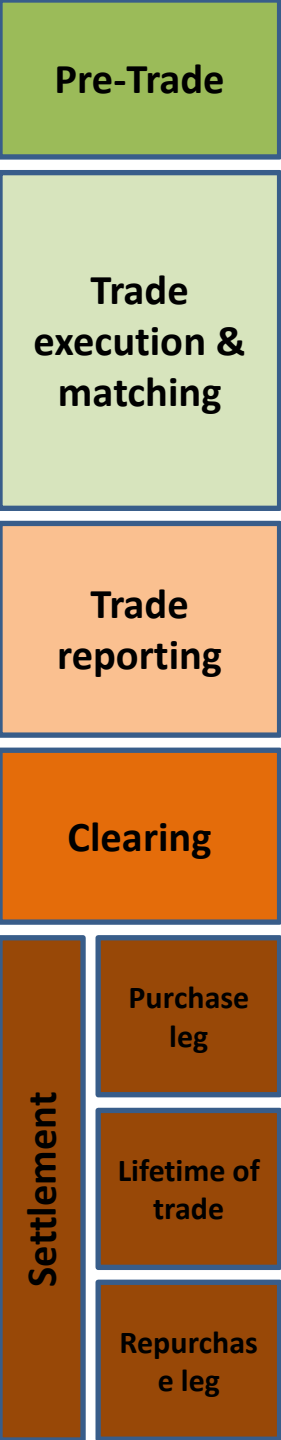 Pre-Trade
Trade
execution &
matching
Trade
reporting
Clearing
Settlement
Purchase
leg
Lifetime of
trade
Repurchas
e leg